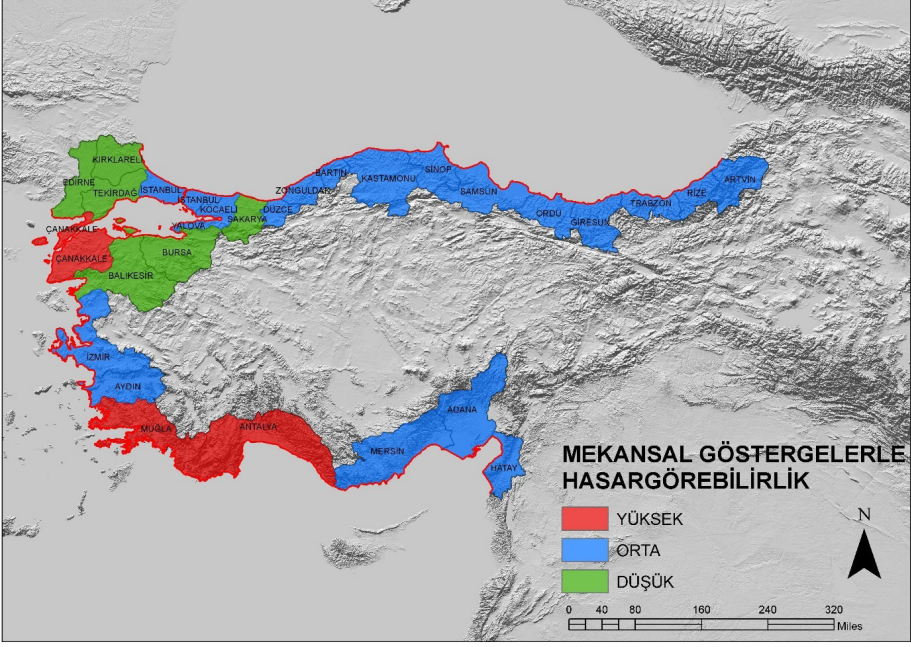 KIRKLARELİ
EDİRNE
TEKİRDAĞ
İSTANBUL
İSTANBUL
KOCAELİ
YALOVA
SAKARYA
DÜZCE
ZONGULDAK
BARTIN
KASTAMONU
SİNOP
SAMSUN
ORDU
GİRESUN
TRABZON
RİZE
ARTVİN
ÇANAKKALE
ÇANAKKALE
BURSA
BALIKESİR
İZMİR
AYDIN
MUĞLA
ANTALYA
MERSİN
ADANA
HATAY
MEKANSAL GÖSTERGELERLE
HASARGÖREBİLİRLİK
YÜKSEK
ORTA
DÜŞÜK
N
0 40 80 160 240 320
Miles